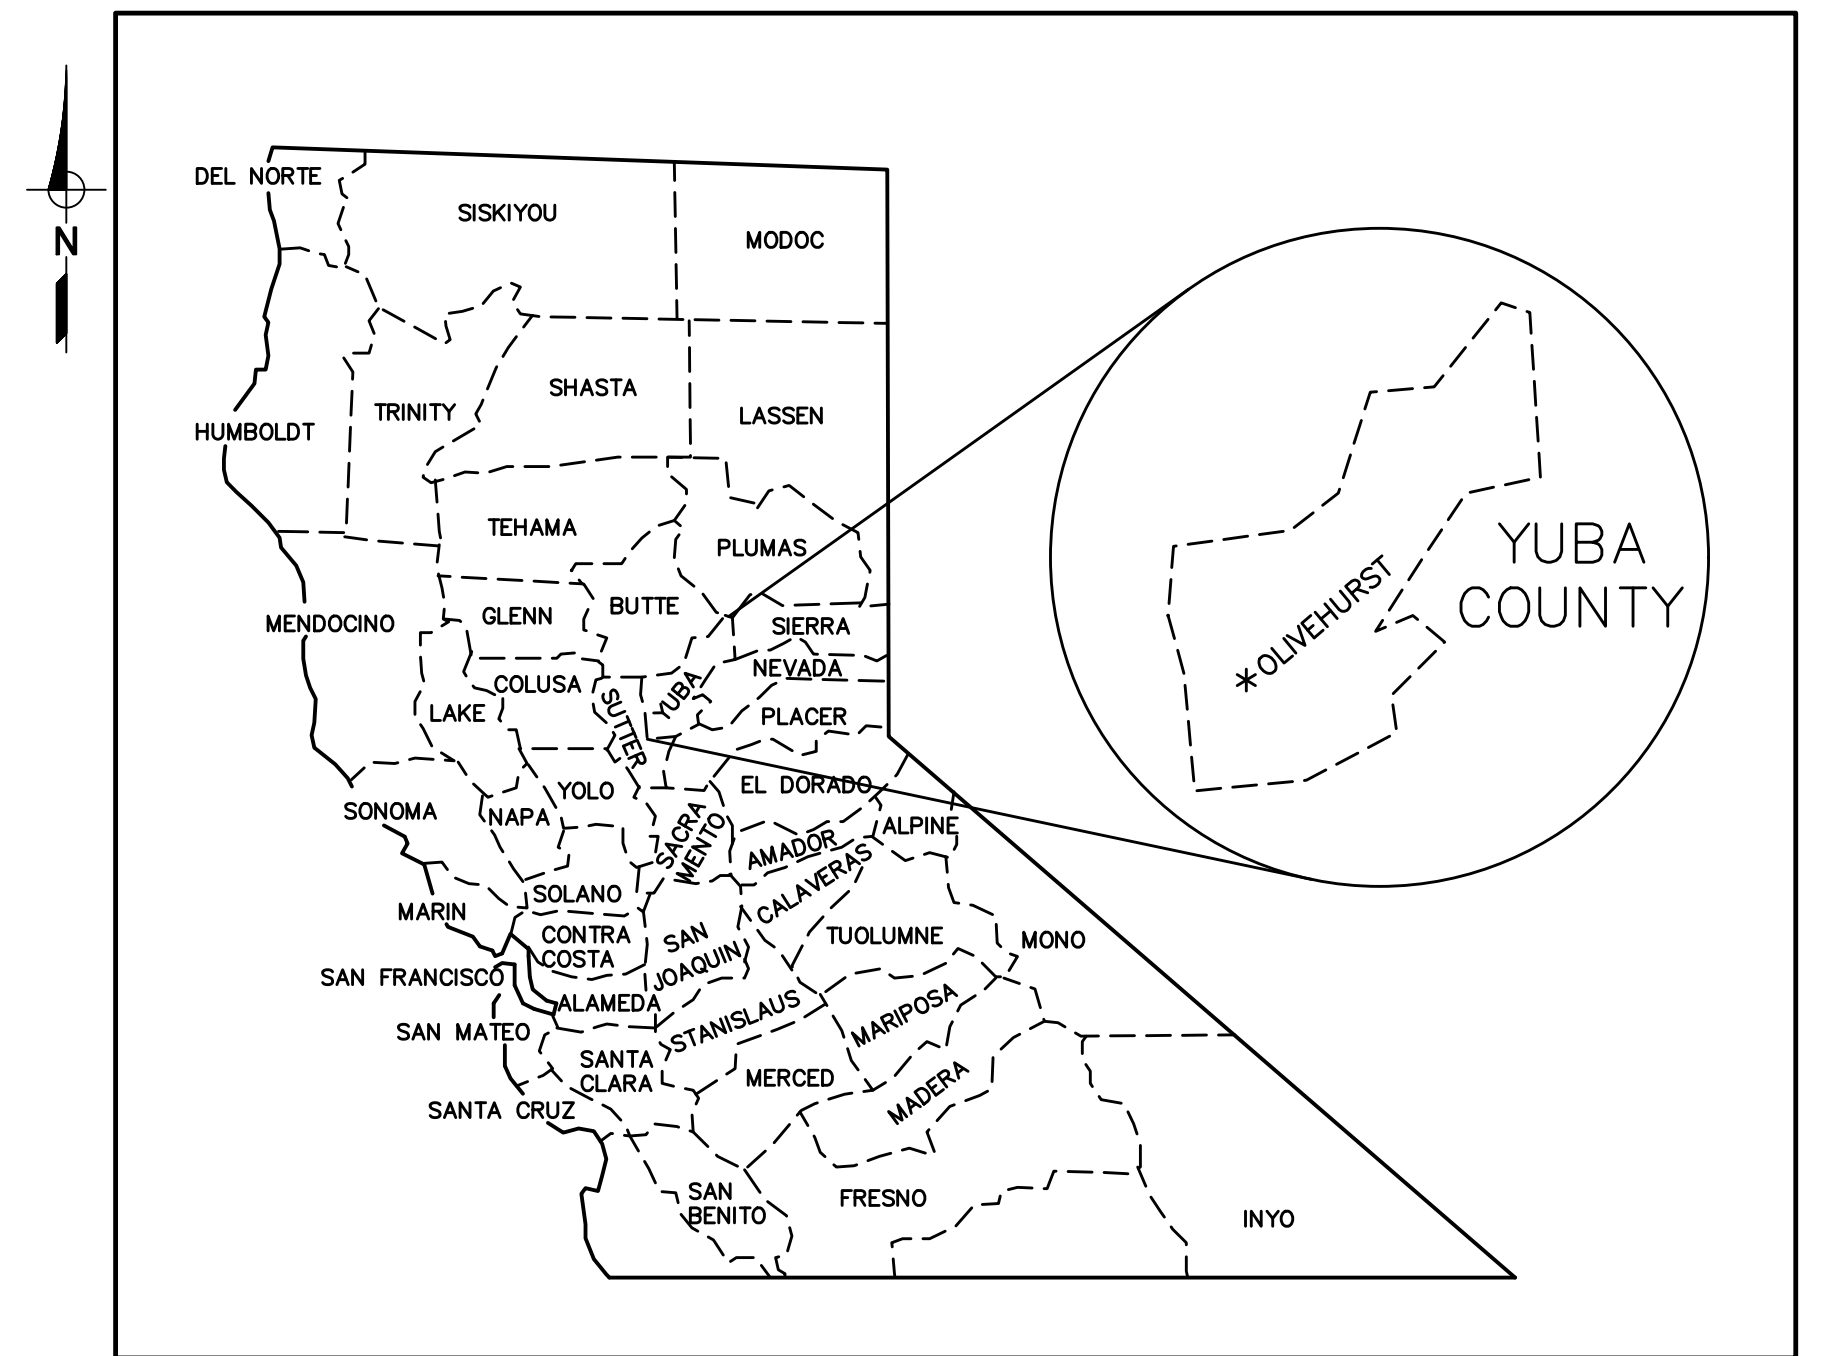 N
DEL NORTE
SISKIYOU
MODOC
SHASTA
TRINITY
LASSEN
HUMBOLDT
TEHAMA
PLUMAS
BUTTE
GLENN
MENDOCINO
SIERRA
NEVADA
COLUSA
YUBA
LAKE
SUTTER
PLACER
YOLO
EL DORADO
SONOMA
NAPA
SACRA
MENTO
AMADOR
ALPINE
CALAVERAS
SOLANO
MARIN
CONTRA
COSTA
SAN
JOAQUIN
TUOLUMNE
MONO
SAN FRANCISCO
ALAMEDA
STANISLAUS
MARIPOSA
SAN MATEO
SANTA
CLARA
MERCED
MADERA
SANTA CRUZ
SAN
BENITO
FRESNO
INYO
YUBA
COUNTY
*OLIVEHURST